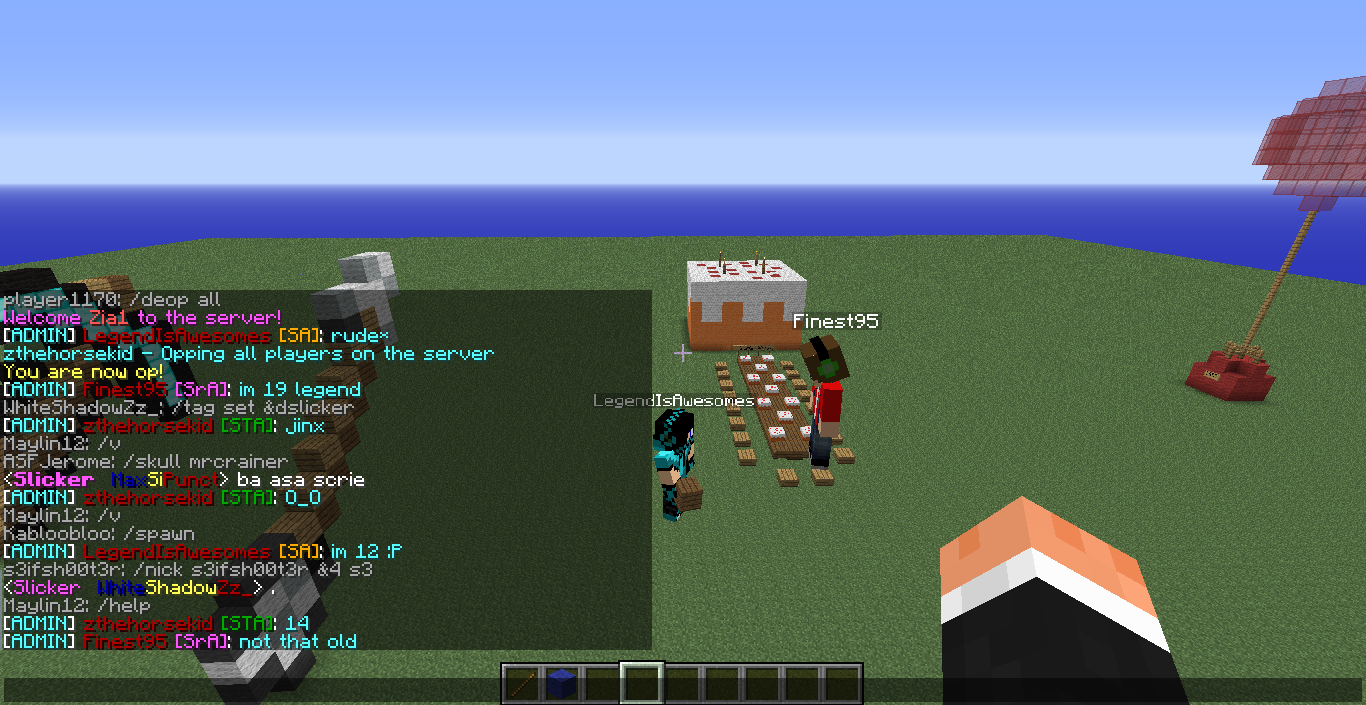 Finest95
LegendIsAwesomes
player1170: /deop all
Welcome Zia1 to the server!
[ADMIN] LegendIsAwesomes [SA]: rudex
zthehorsekid - Opping all players on the server
You are now op!
[ADMIN] Finest95 [SrA]: im 19 legend
WhiteShadowZz_: /tag set &dslicker
[ADMIN] zthehorsekid [STA]: jinx
Maylin12: /v
ASFJerome: /skull mrcrainer
<Slicker MaxSiPunct> ba asa scrie
[ADMIN] zthehorsekid [STA]: O_O
Maylin12: /v
Kabloobloo: /spawn
[ADMIN] LegendIsAwesomes [SA]: im 12 :P
s3ifsh00t3r: /nick s3ifsh00t3r &4 s3
<Slicker WhiteShadowZz_> ,
Maylin12: /help
[ADMIN] zthehorsekid [STA]: 14
[ADMIN] Finest95 [SrA]: not that old